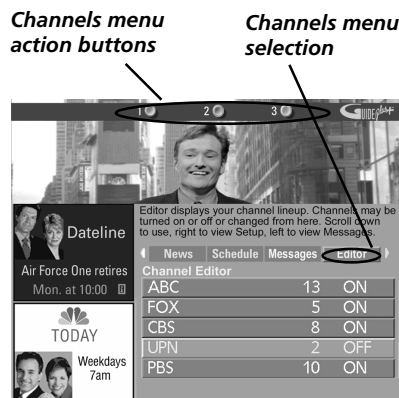 Channels menu
action buttons
Channels menu
selection
1 2 3 GUIDE Plus+
Editor displays your channel lineup. Channels may be
turned on or off or changed from here. Scroll down
to use, right to view Setup, left to view Messages.
Dateline
News Schedule Messages Editor
Air Force One retires
Mon. at 10:00
Channel Editor
ABC 13 ON
FOX 5 ON
CBS 8 ON
UPN 2 OFF
PBS 10 ON
TODAY
Weekdays
7am